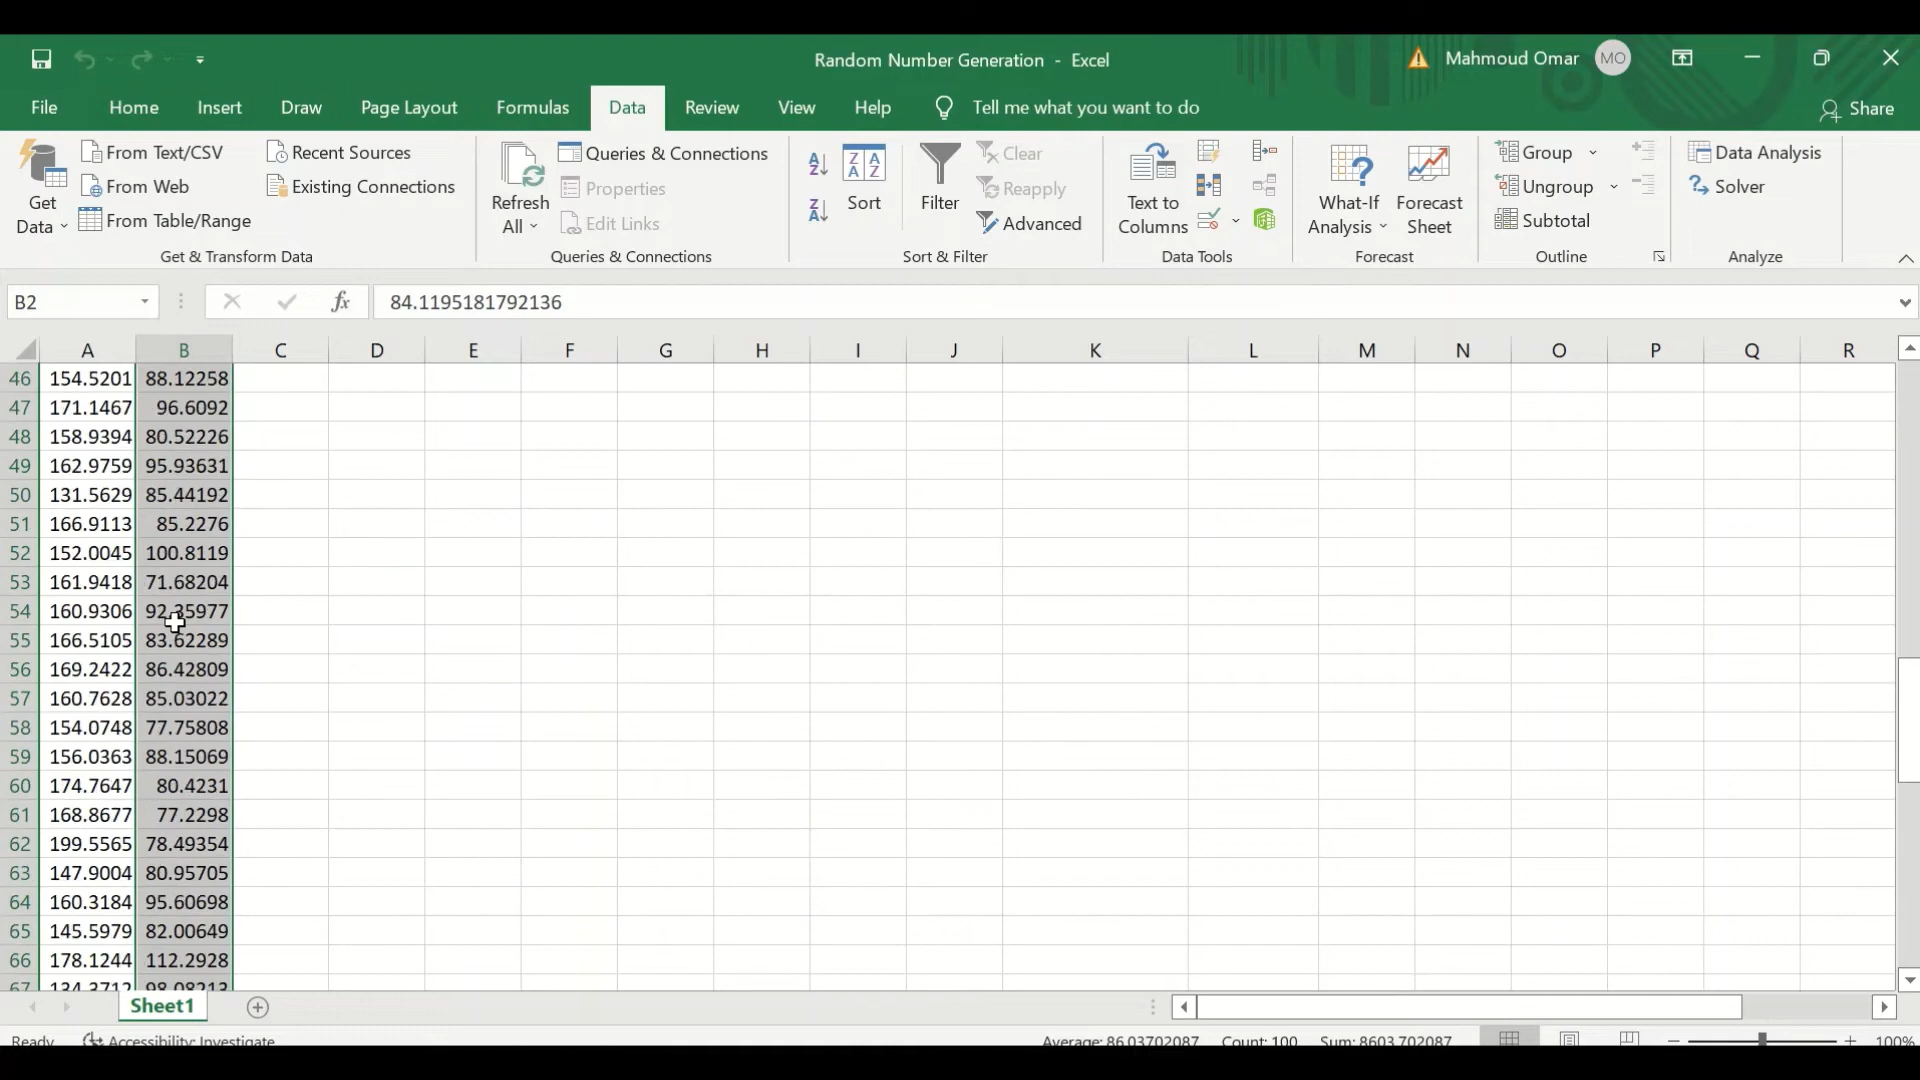 Random Number Generation - Excel
Mahmoud Omar MO
File Home Insert Draw Page Layout Formulas Data Review View Help Tell me what you want to do Share
Get Data
From Text/CSV
From Web
From Table/Range
Recent Sources
Existing Connections
Get & Transform Data
Refresh All
Queries & Connections
Properties
Edit Links
Queries & Connections
Sort
Filter
Clear
Reapply
Advanced
Sort & Filter
Text to Columns
Data Tools
What-If Analysis
Forecast Sheet
Forecast
Group
Ungroup
Subtotal
Outline
Data Analysis
Solver
Analyze
B2 fx 84.1195181792136
A B C D E F G H I J K L M N O P Q R
46 154.5201 88.12258
47 171.1467 96.6092
48 158.9394 80.52226
49 162.9759 95.93631
50 131.5629 85.44192
51 166.9113 85.2276
52 152.0045 100.8119
53 161.9418 71.68204
54 160.9306 92.35977
55 166.5105 83.62289
56 169.2422 86.42809
57 160.7628 85.03022
58 154.0748 77.75808
59 156.0363 88.15069
60 174.7647 80.4231
61 168.8677 77.2298
62 199.5565 78.49354
63 147.9004 80.95705
64 160.3184 95.60698
65 145.5979 82.00649
66 178.1244 112.2928
67 134.3712 98.08213
Sheet1
Ready Accessibility: Investigate Average: 86.03702087 Count: 100 Sum: 8603.702087 100%